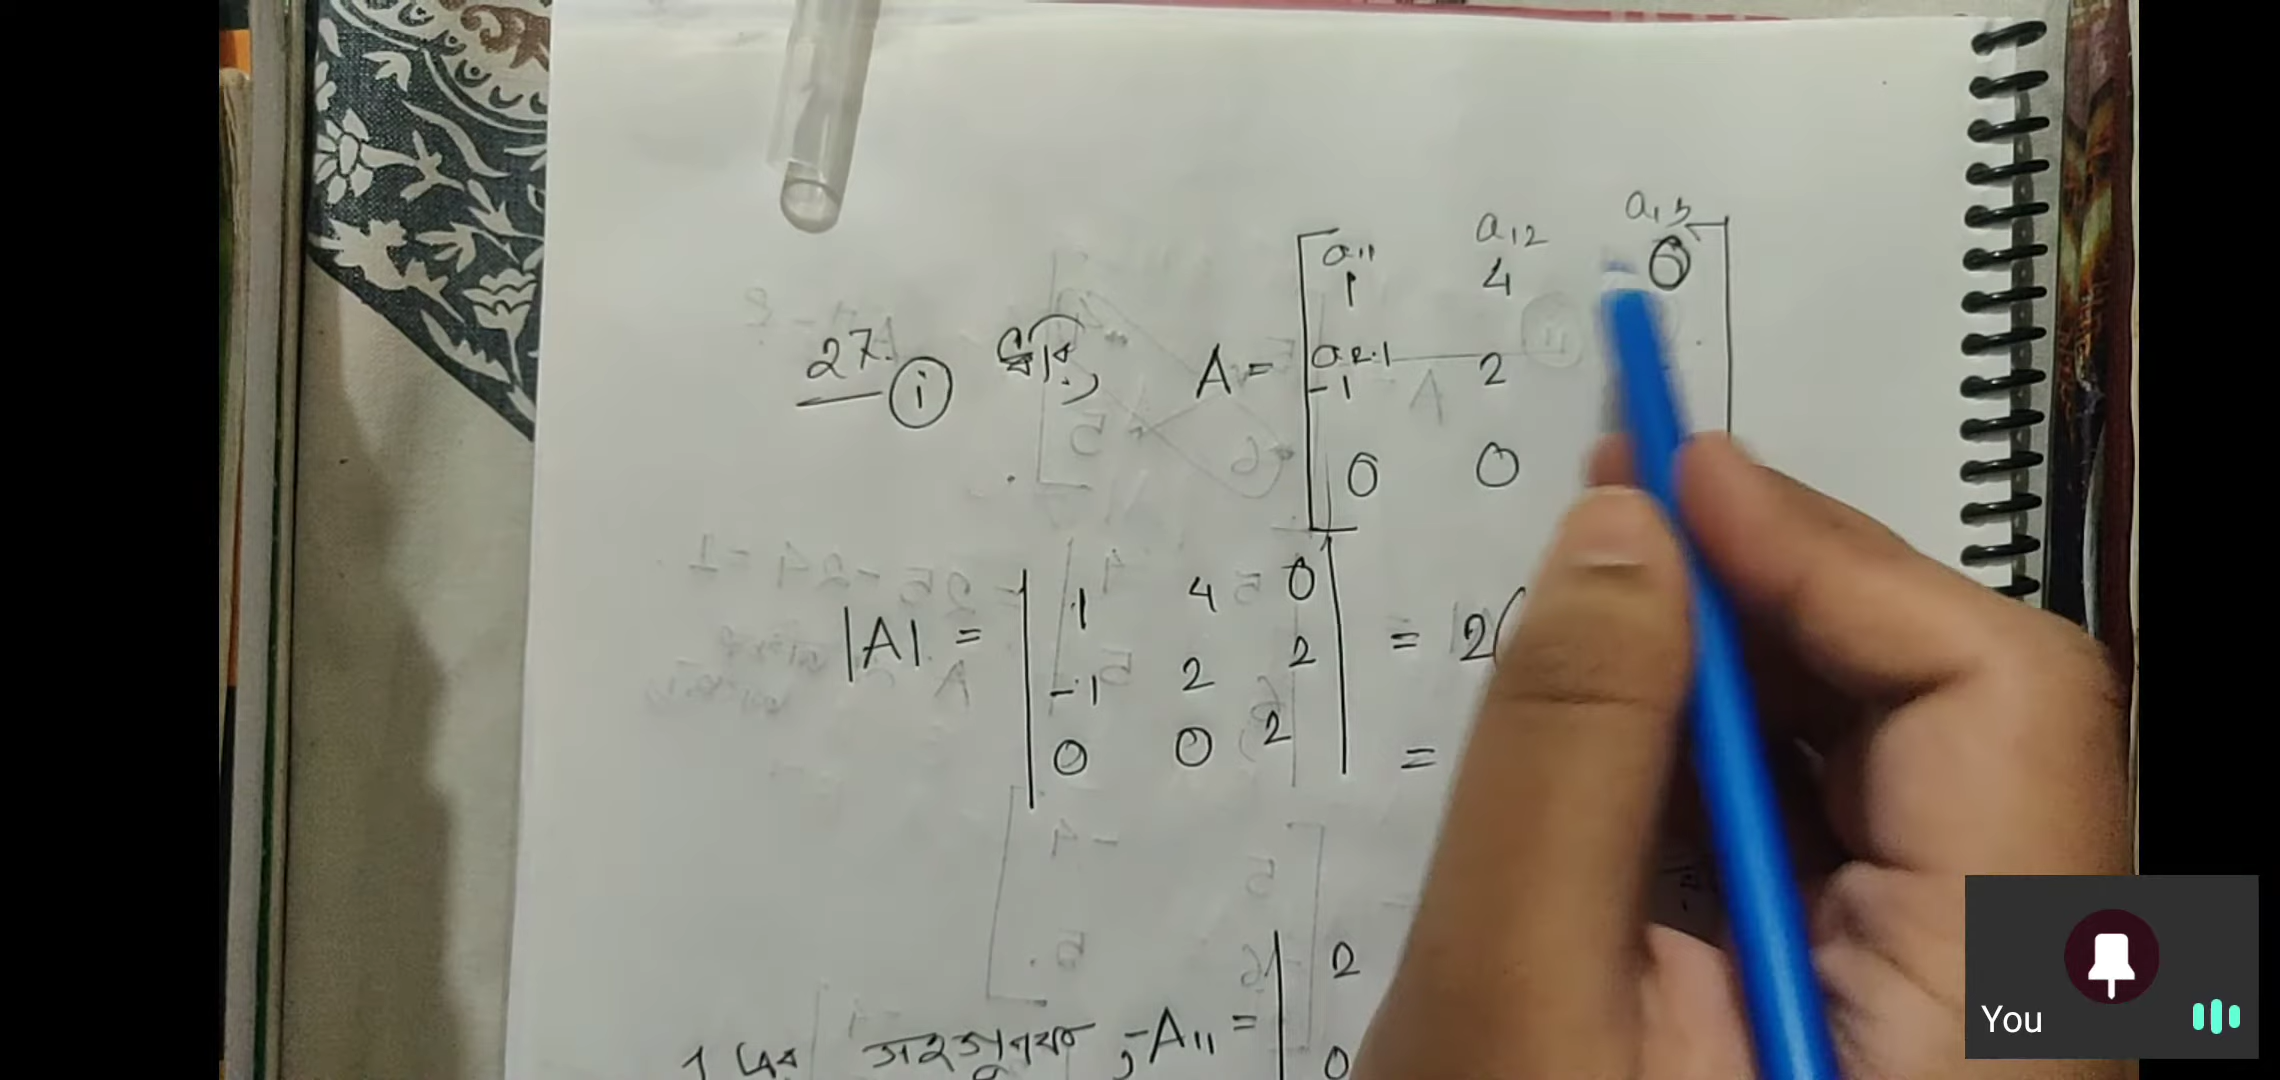 a11 a12 a13
1 4 0
27. i ধরি, A = a21
-1 2
0 0
|A| = 1 4 0 = 2(
-1 2 2
0 0 2 =
2
1 এর সহগুণক, A11 =
0
You